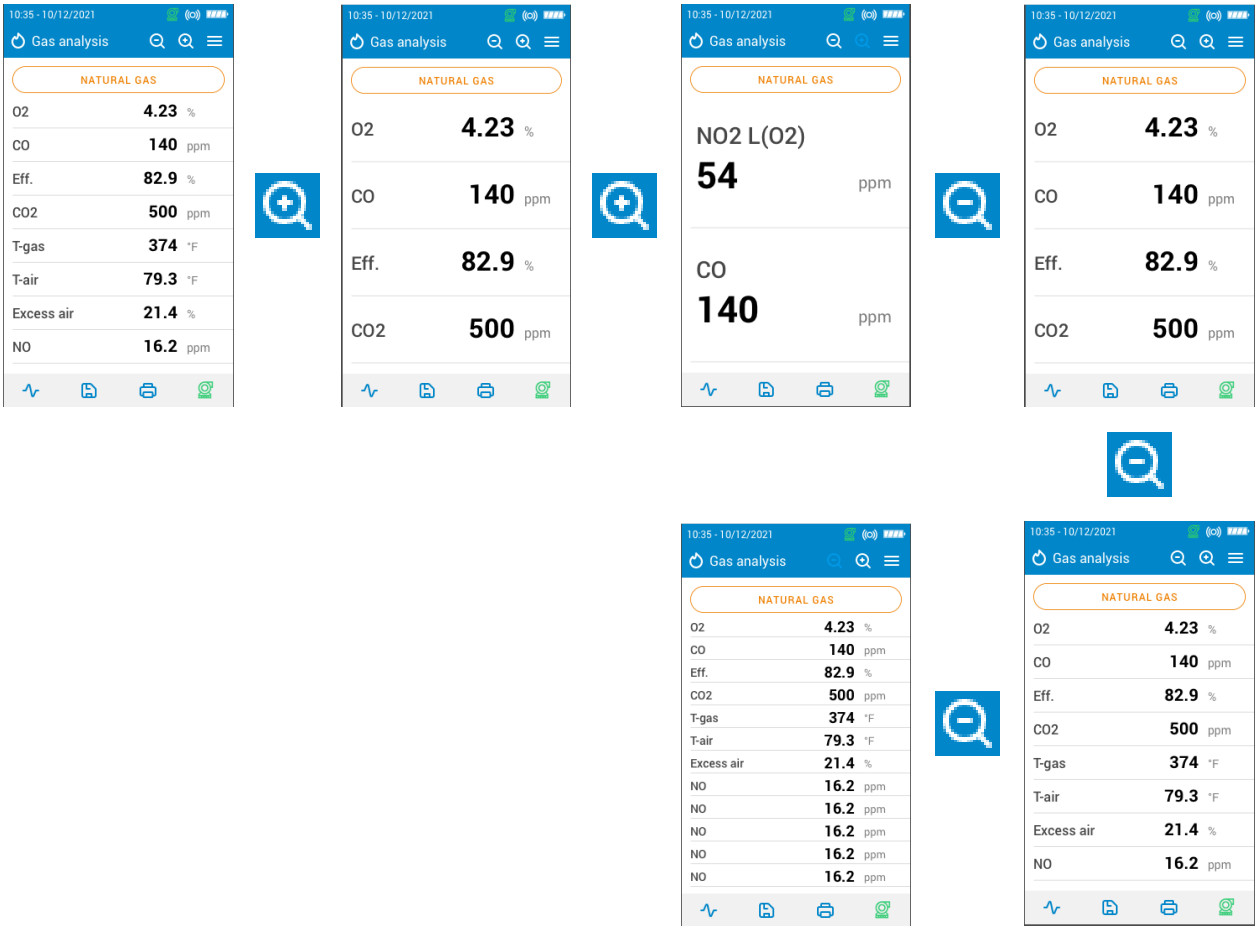 10:35 - 10/12/2021
Gas analysis
NATURAL GAS
O2 4.23 %
CO 140 ppm
Eff. 82.9 %
CO2 500 ppm
T-gas 374 °F
T-air 79.3 °F
Excess air 21.4 %
NO 16.2 ppm
10:35 - 10/12/2021
Gas analysis
NATURAL GAS
O2 4.23 %
CO 140 ppm
Eff. 82.9 %
CO2 500 ppm
10:35 - 10/12/2021
Gas analysis
NATURAL GAS
NO2 L(O2)
54 ppm
CO
140 ppm
10:35 - 10/12/2021
Gas analysis
NATURAL GAS
O2 4.23 %
CO 140 ppm
Eff. 82.9 %
CO2 500 ppm
10:35 - 10/12/2021
Gas analysis
NATURAL GAS
O2 4.23 %
CO 140 ppm
Eff. 82.9 %
CO2 500 ppm
T-gas 374 °F
T-air 79.3 °F
Excess air 21.4 %
NO 16.2 ppm
NO 16.2 ppm
NO 16.2 ppm
NO 16.2 ppm
NO 16.2 ppm
10:35 - 10/12/2021
Gas analysis
NATURAL GAS
O2 4.23 %
CO 140 ppm
Eff. 82.9 %
CO2 500 ppm
T-gas 374 °F
T-air 79.3 °F
Excess air 21.4 %
NO 16.2 ppm